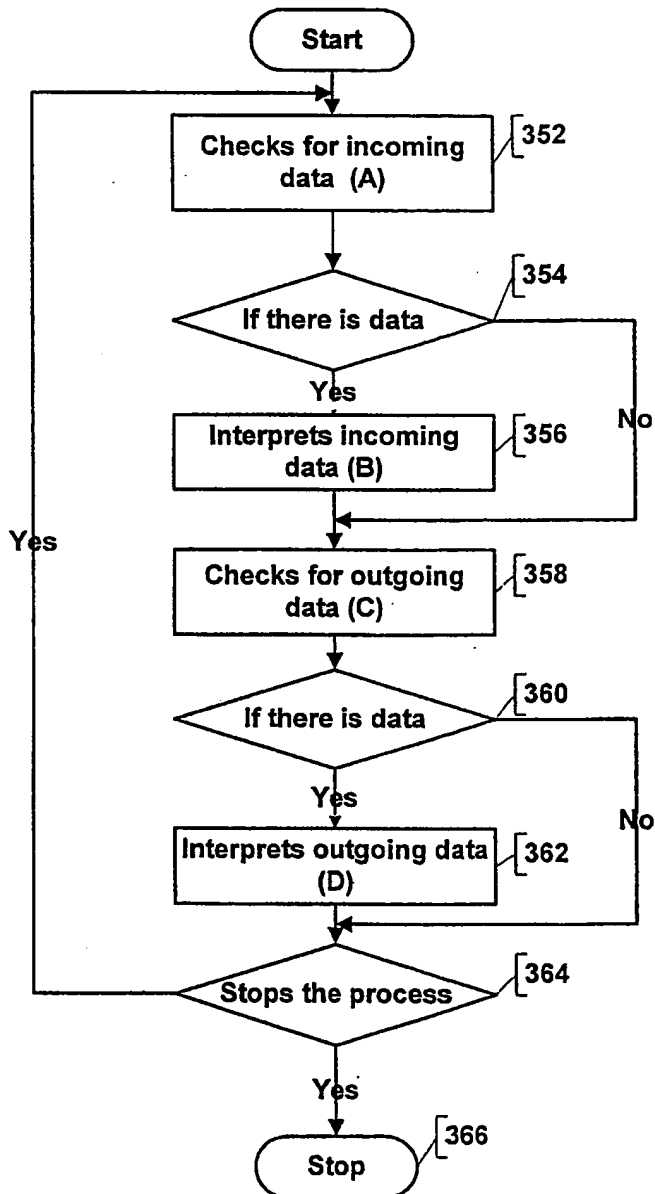 Start
Checks for incoming
data (A)
352
If there is data
354
Yes
No
Interprets incoming
data (B)
356
Yes
Checks for outgoing
data (C)
358
If there is data
360
Yes
No
Interprets outgoing data
(D)
362
Stops the process
364
Yes
Stop
366